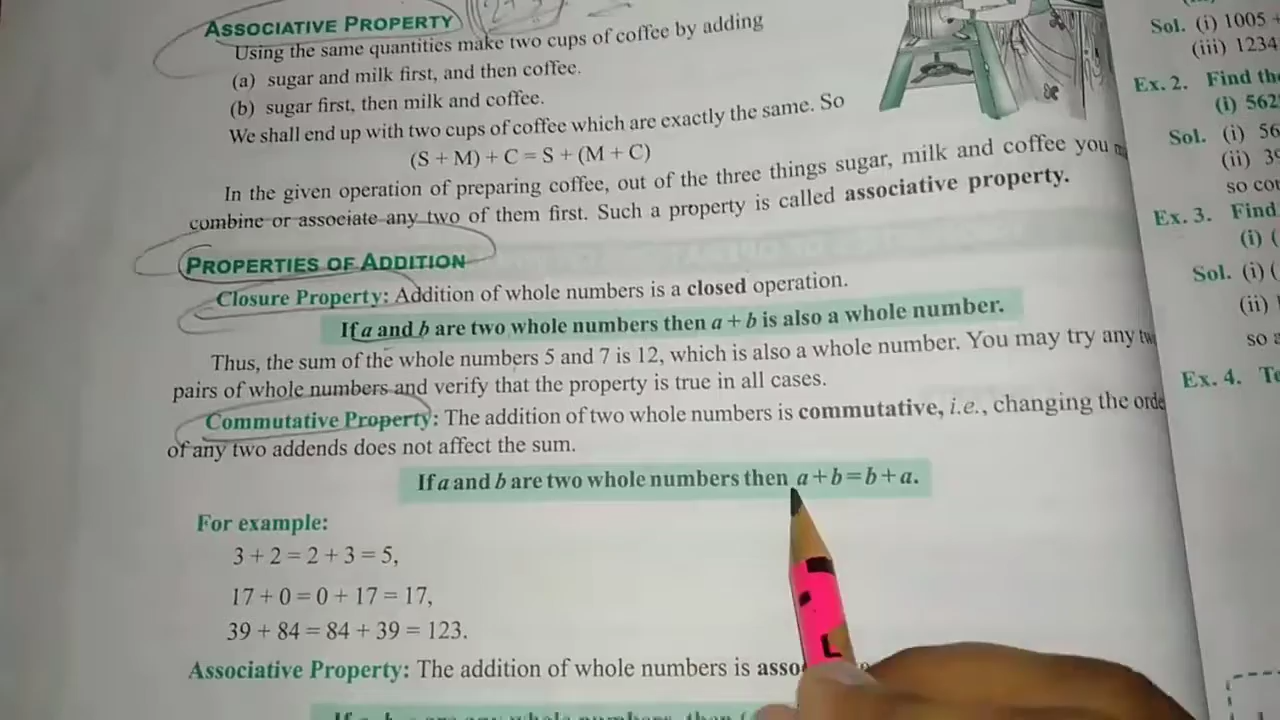 ASSOCIATIVE PROPERTY
Using the same quantities make two cups of coffee by adding
(a) sugar and milk first, and then coffee.
(b) sugar first, then milk and coffee.
We shall end up with two cups of coffee which are exactly the same. So
(S + M) + C = S + (M + C)
In the given operation of preparing coffee, out of the three things sugar, milk and coffee you
combine or associate any two of them first. Such a property is called associative property.
PROPERTIES OF ADDITION
Closure Property: Addition of whole numbers is a closed operation.
If a and b are two whole numbers then a + b is also a whole number.
Thus, the sum of the whole numbers 5 and 7 is 12, which is also a whole number. You may try any
pairs of whole numbers and verify that the property is true in all cases.
Commutative Property: The addition of two whole numbers is commutative, i.e., changing the orde
of any two addends does not affect the sum.
If a and b are two whole numbers then a + b = b + a.
For example:
3 + 2 = 2 + 3 = 5,
17 + 0 = 0 + 17 = 17,
39 + 84 = 84 + 39 = 123.
Associative Property: The addition of whole numbers is asso
Sol. (i) 1005 +
(iii) 1234
Ex. 2. Find the
(i) 562
Sol. (i) 56
(ii) 39
so
Ex. 3. Find
(i) (
Sol. (i) (
(ii)
so a
Ex. 4. Te